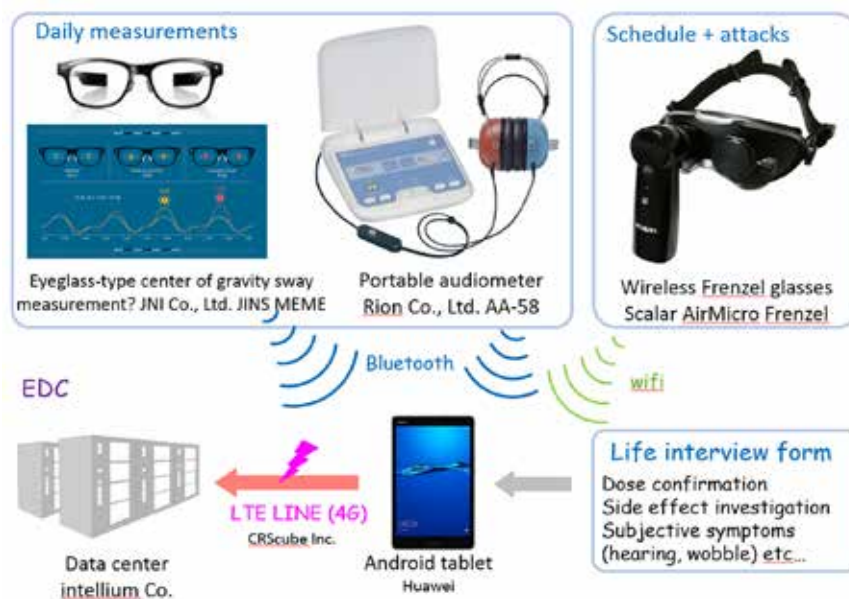 Daily measurements
Eyeglass-type center of gravity sway
measurement? JNI Co., Ltd. JINS MEME
Portable audiometer
Rion Co., Ltd. AA-58
Schedule + attacks
Wireless Frenzel glasses
Scalar AirMicro Frenzel
Bluetooth
wifi
EDC
LTE LINE (4G)
CRScube Inc.
Data center
intellium Co.
Android tablet
Huawei
Life interview form
Dose confirmation
Side effect investigation
Subjective symptoms
(hearing, wobble) etc...